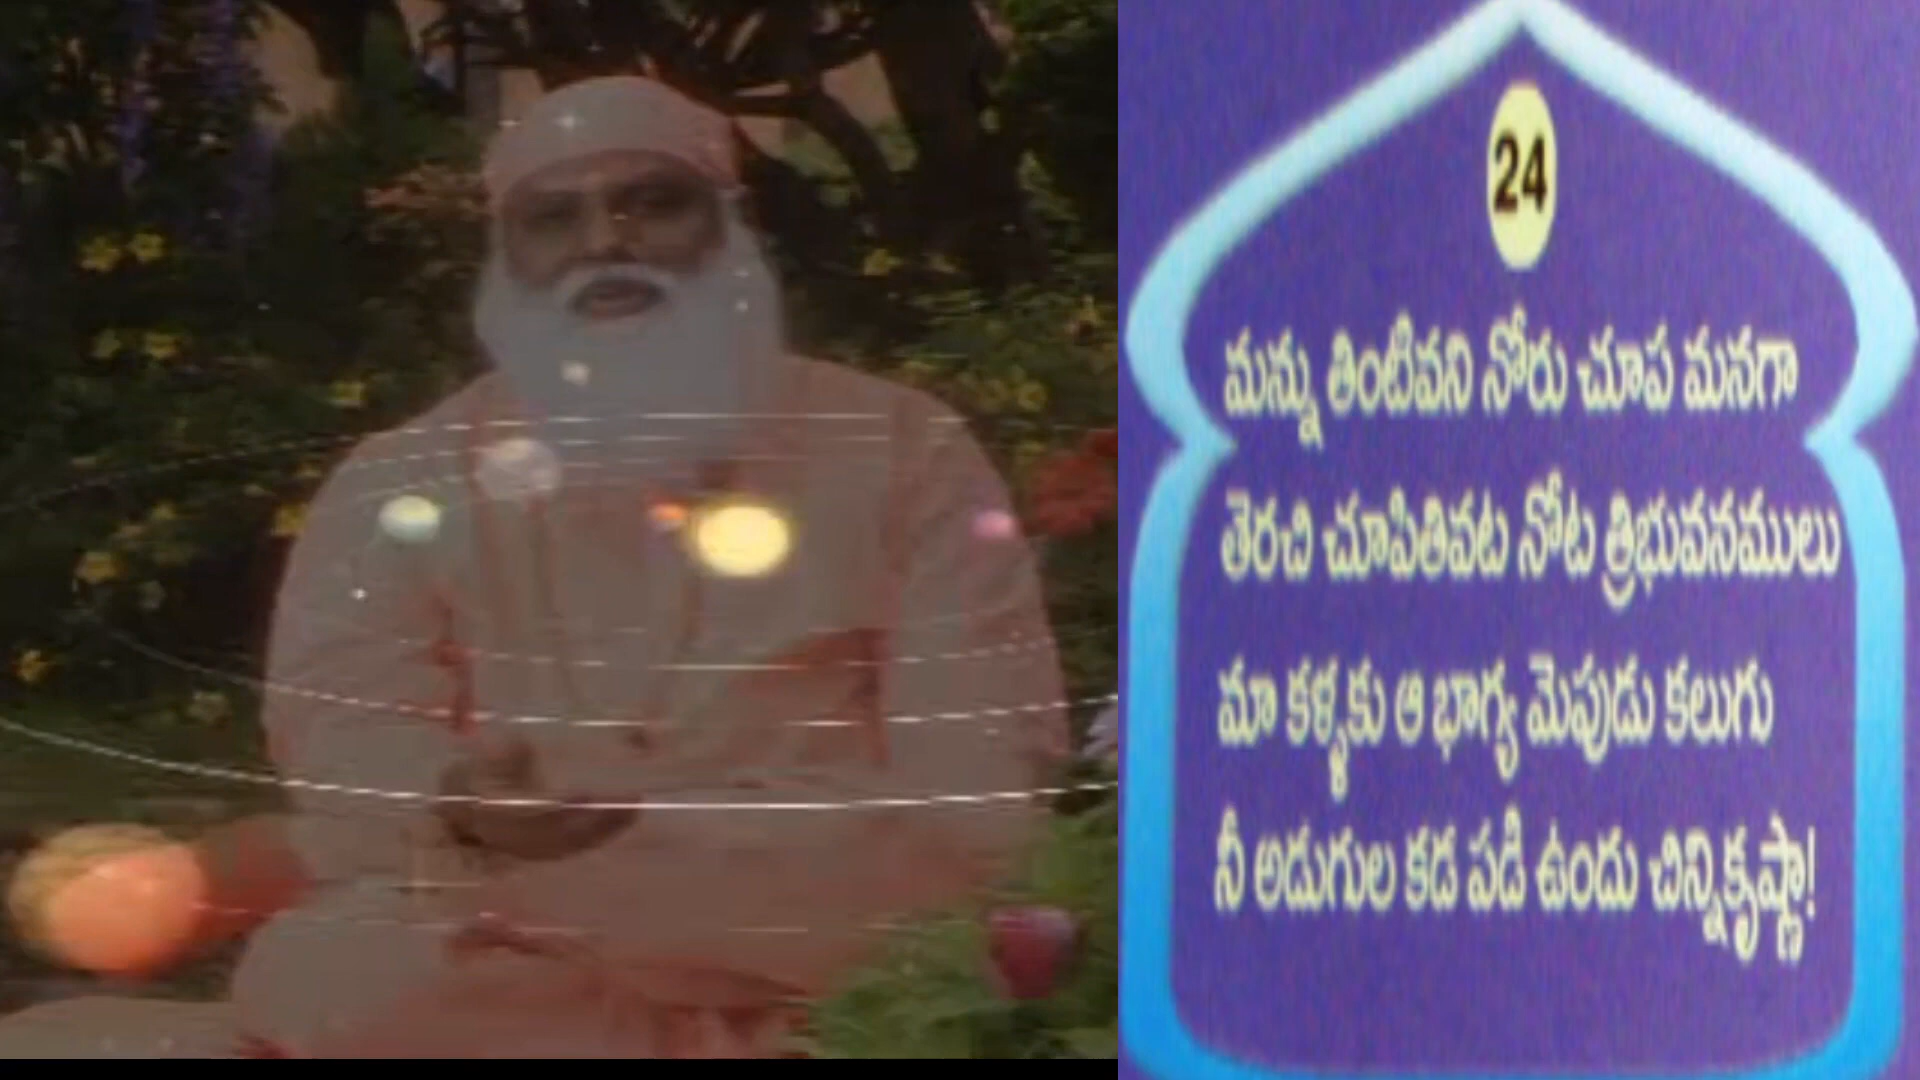 24
మన్ను తింటివని నోరు చూప మనగా
తెరచి చూపితివట నోట త్రిభువనములు
మా కళ్ళకు ఆ భాగ్య మెపుడు కలుగు
నీ అడుగుల కడ పడి ఉందు చిన్నికృష్ణా!